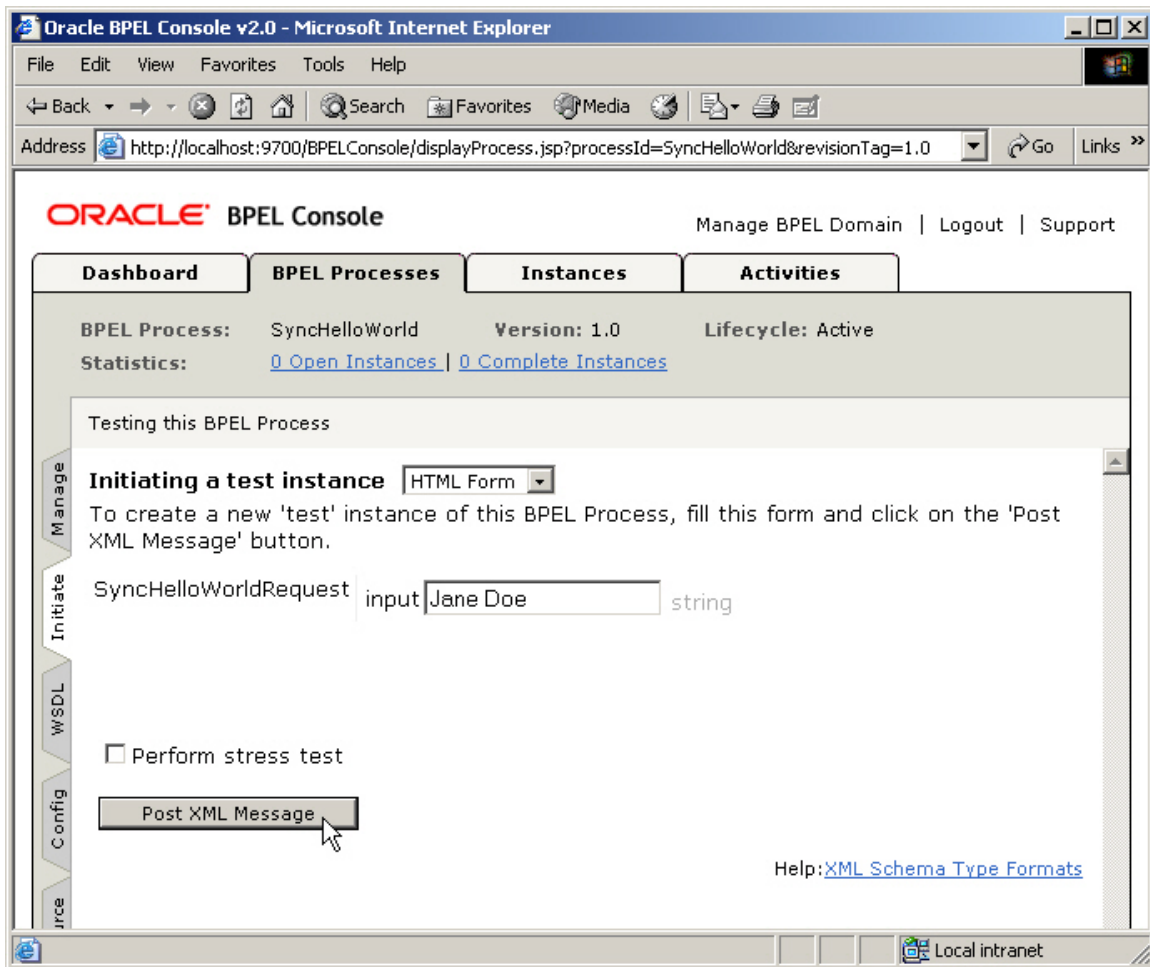 Oracle BPEL Console v2.0 - Microsoft Internet Explorer
File Edit View Favorites Tools Help
Back Search Favorites Media
Address http://localhost:9700/BPELConsole/displayProcess.jsp?processId=SyncHelloWorld&revisionTag=1.0 Go Links »
ORACLE BPEL Console
Manage BPEL Domain | Logout | Support
Dashboard BPEL Processes Instances Activities
BPEL Process: SyncHelloWorld Version: 1.0 Lifecycle: Active
Statistics: 0 Open Instances | 0 Complete Instances
Testing this BPEL Process
Manage
Initiating a test instance HTML Form
To create a new 'test' instance of this BPEL Process, fill this form and click on the 'Post
XML Message' button.
Initiate
SyncHelloWorldRequest input Jane Doe string
WSDL
Perform stress test
Config
Post XML Message
Help:XML Schema Type Formats
Local intranet